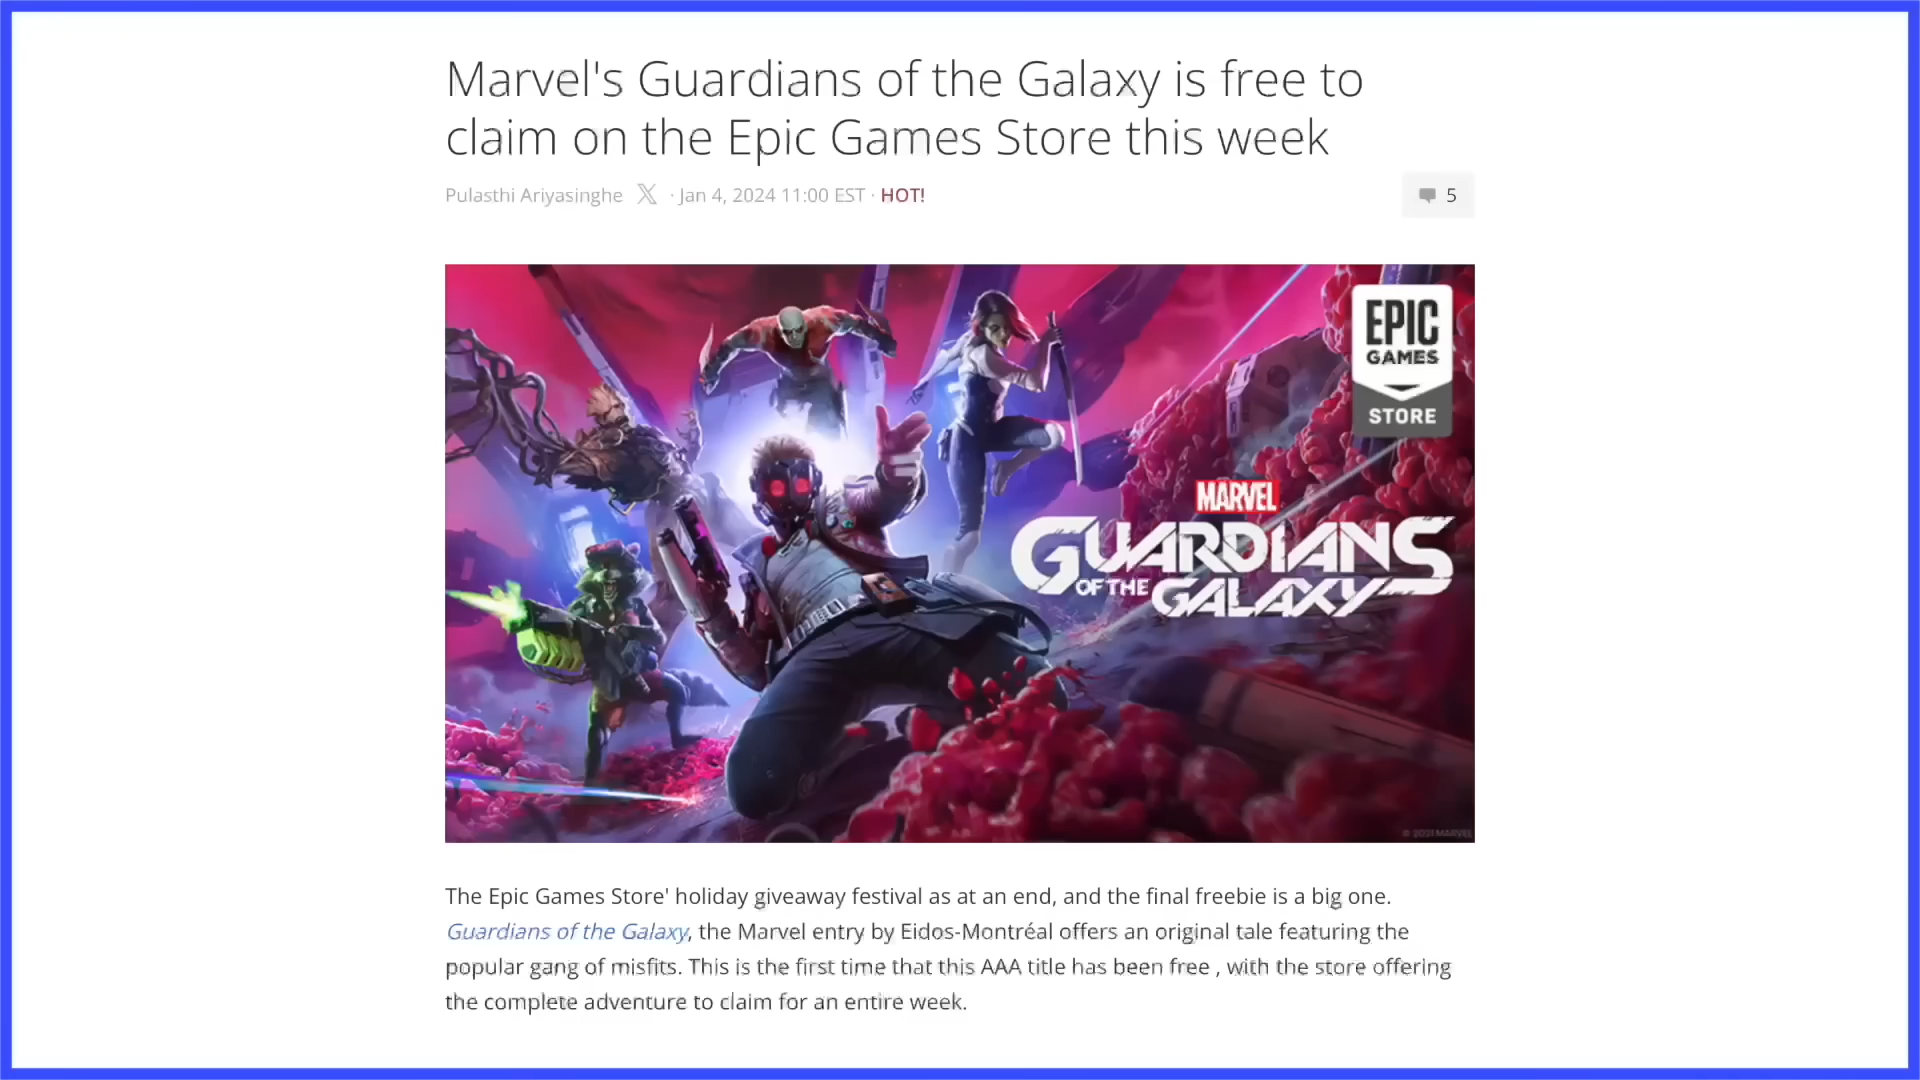 Marvel's Guardians of the Galaxy is free to
claim on the Epic Games Store this week
Pulasthi Ariyasinghe X · Jan 4, 2024 11:00 EST · HOT!
5
EPIC
GAMES
STORE
MARVEL
GUARDIANS
OF THE
GALAXY
© 2021 MARVEL
The Epic Games Store' holiday giveaway festival as at an end, and the final freebie is a big one.
Guardians of the Galaxy, the Marvel entry by Eidos-Montréal offers an original tale featuring the
popular gang of misfits. This is the first time that this AAA title has been free , with the store offering
the complete adventure to claim for an entire week.